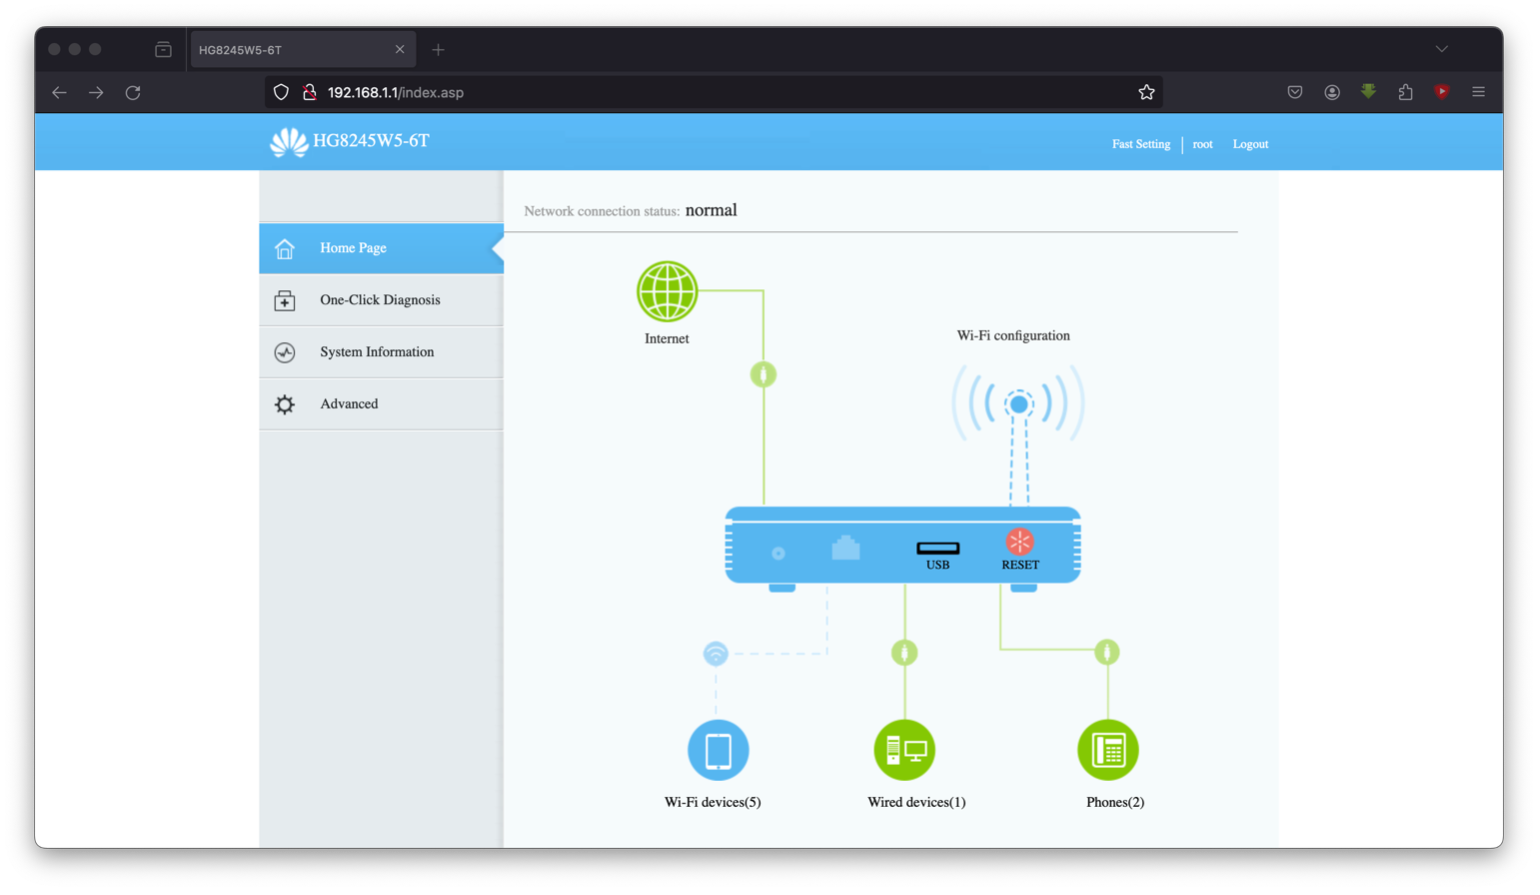 HG8245W5-6T
192.168.1.1/index.asp
HG8245W5-6T
Fast Setting root Logout
Network connection status: normal
Home Page
One-Click Diagnosis
System Information
Advanced
Internet
Wi-Fi configuration
USB
RESET
Wi-Fi devices(5)
Wired devices(1)
Phones(2)